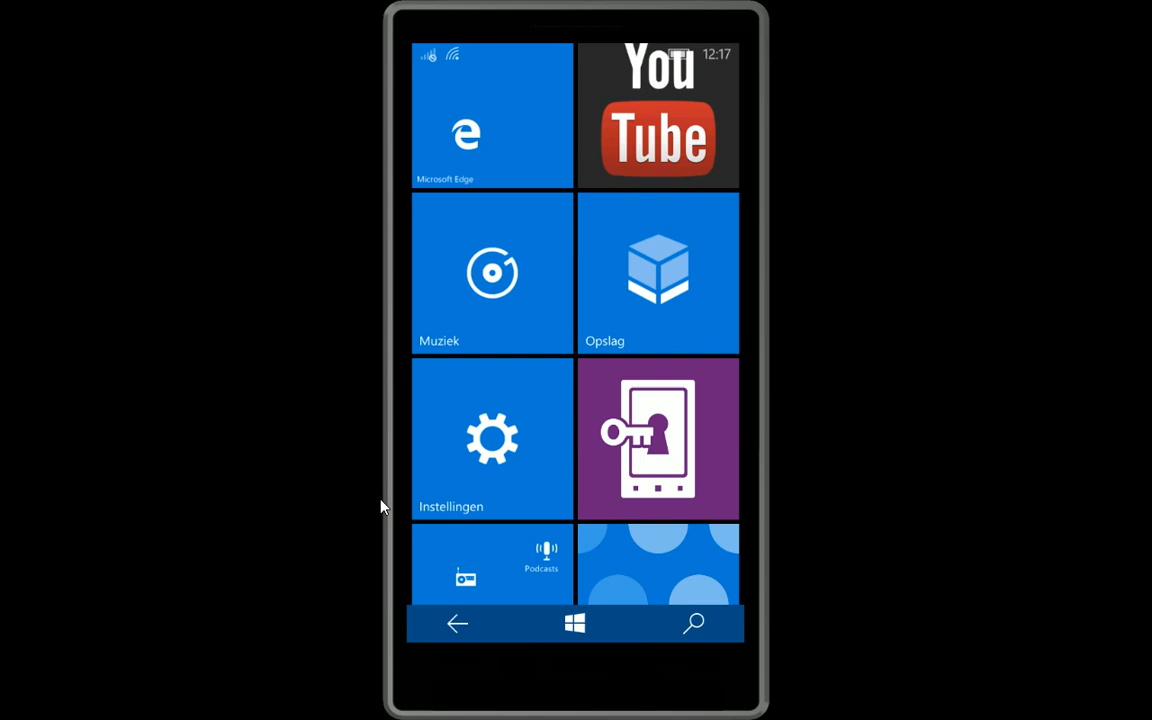 12:17
You
Tube
Microsoft Edge
Muziek
Opslag
Instellingen
Podcasts